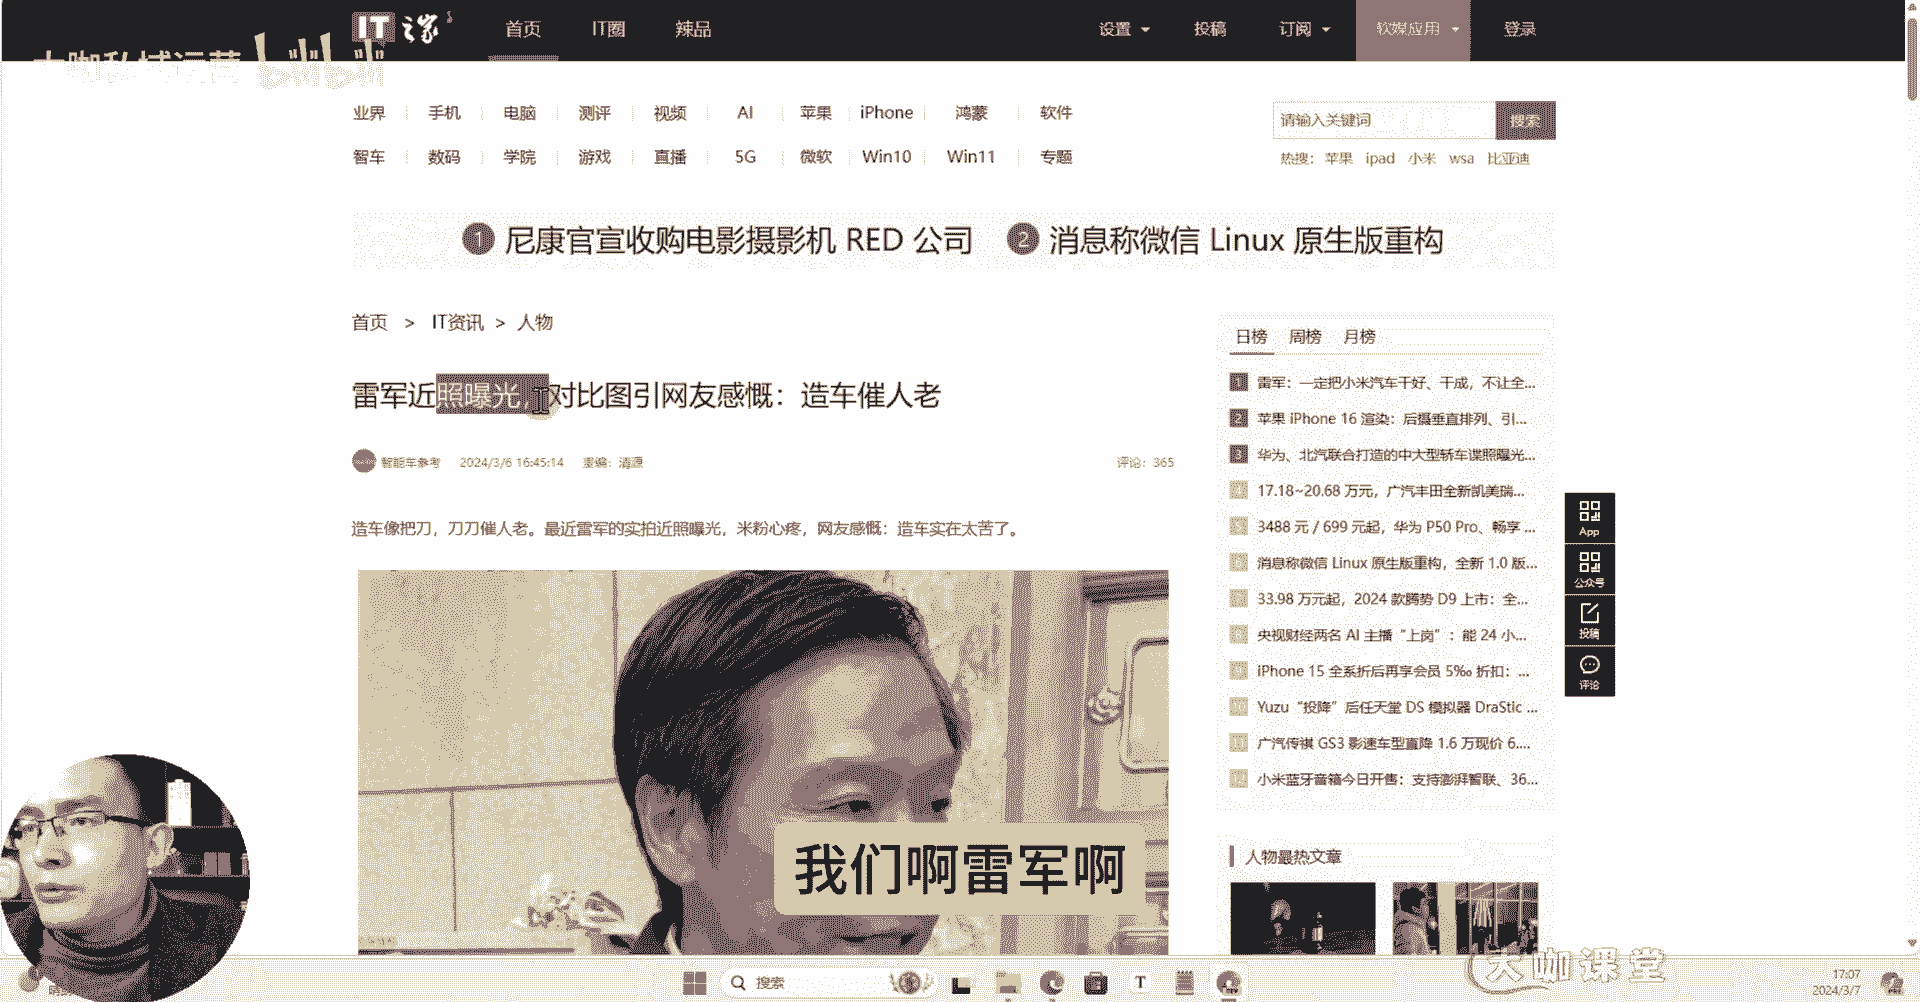 IT之家 首页 IT圈 辣品 设置 投稿 订阅 软媒应用 登录
大咖私域运营 bilibili
业界 手机 电脑 测评 视频 AI 苹果 iPhone 鸿蒙 软件
请输入关键词 搜索
智车 数码 学院 游戏 直播 5G 微软 Win10 Win11 专题
热搜: 苹果 ipad 小米 wsa 比亚迪
1 尼康官宣收购电影摄影机 RED 公司 2 消息称微信 Linux 原生版重构
首页 > IT资讯 > 人物
雷军近照曝光，对比图引网友感慨：造车催人老
智能车参考 2024/3/6 16:45:14 责编：清源
评论：365
造车像把刀，刀刀催人老。最近雷军的实拍近照曝光，米粉心疼，网友感慨：造车实在太苦了。
日榜 周榜 月榜
1 雷军：一定把小米汽车干好、干成，不让全...
2 苹果 iPhone 16 渲染：后摄垂直排列、引...
3 华为、北汽联合打造的中大型轿车谍照曝光...
4 17.18~20.68 万元，广汽丰田全新凯美瑞...
5 3488 元 / 699 元起，华为 P50 Pro、畅享 ...
6 消息称微信 Linux 原生版重构，全新 1.0 版...
7 33.98 万元起，2024 款腾势 D9 上市：全...
8 央视财经两名 AI 主播“上岗”：能 24 小...
9 iPhone 15 全系折后再享会员 5‰ 折扣：...
10 Yuzu“投降”后任天堂 DS 模拟器 DraStic ...
11 广汽传祺 GS3 影速车型直降 1.6 万现价 6....
12 小米蓝牙音箱今日开售：支持澎湃智联、36...
App
公众号
投稿
评论
人物最热文章
我们啊雷军啊
大咖课堂
搜索
T
17:07
2024/3/7